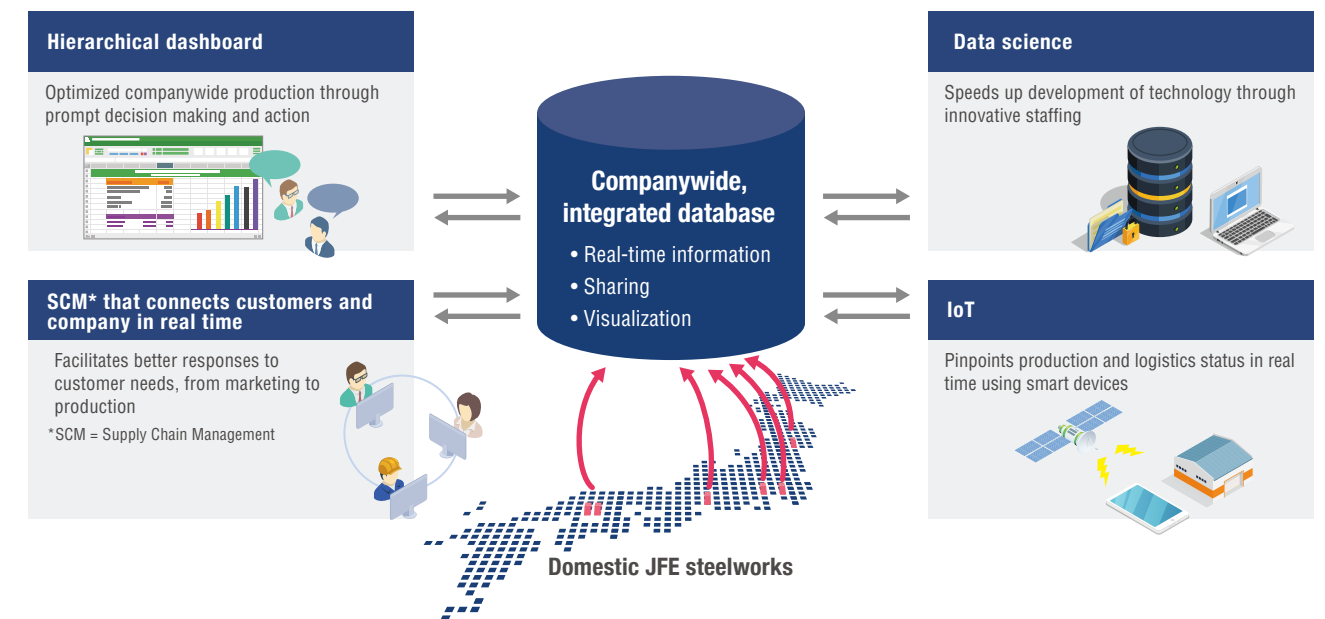 Hierarchical dashboard
Optimized companywide production through
prompt decision making and action
SCM* that connects customers and
company in real time
Facilitates better responses to
customer needs, from marketing to
production
*SCM = Supply Chain Management
Companywide,
integrated database
• Real-time information
• Sharing
• Visualization
Domestic JFE steelworks
Data science
Speeds up development of technology through
innovative staffing
IoT
Pinpoints production and logistics status in real
time using smart devices